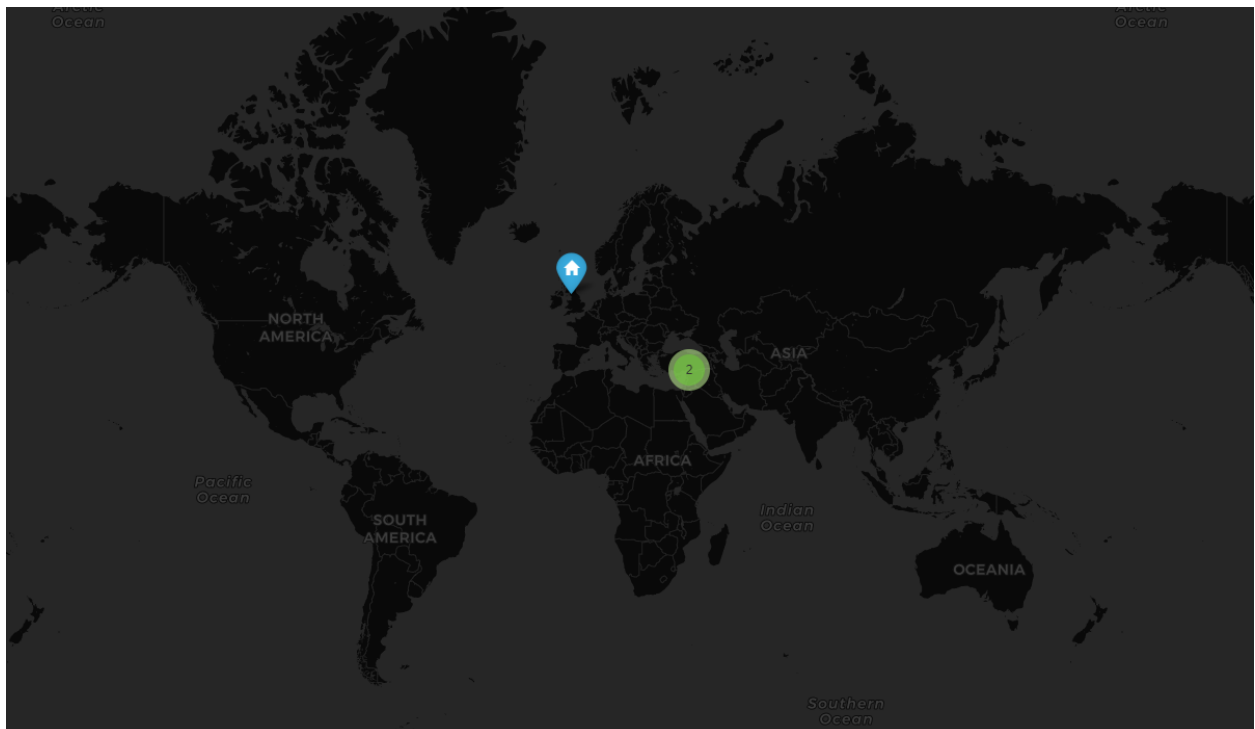 Arctic
Ocean
Arctic
Ocean
NORTH
AMERICA
ASIA
2
AFRICA
Pacific
Ocean
Indian
Ocean
SOUTH
AMERICA
OCEANIA
Southern
Ocean